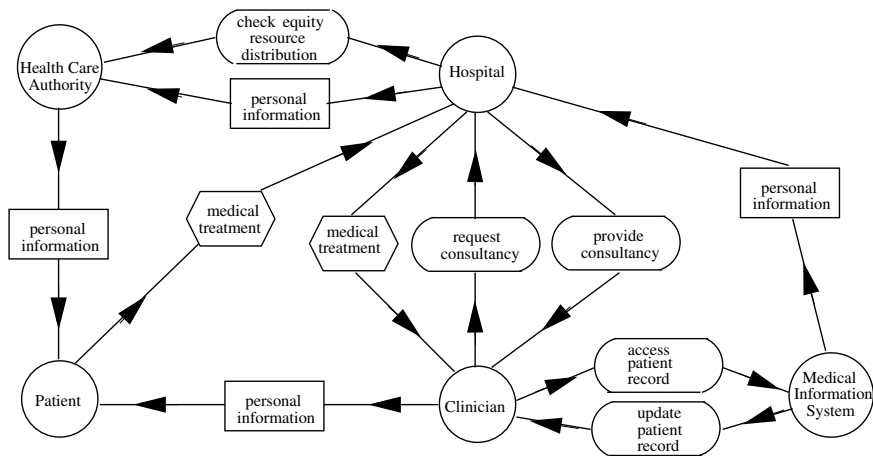 check equity
resource
distribution
Health Care
Authority
Hospital
personal
information
personal
information
medical
treatment
medical
treatment
request
consultancy
provide
consultancy
personal
information
access
patient
record
Patient
personal
information
Clinician
Medical
Information
System
update
patient
record